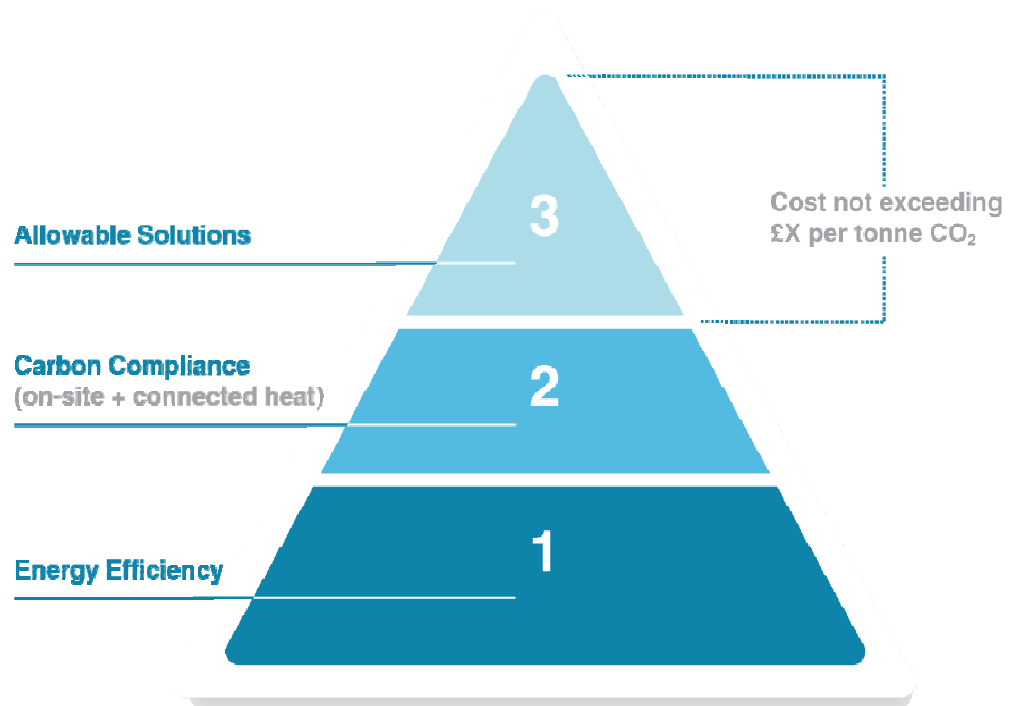 3
Allowable Solutions
Cost not exceeding
£X per tonne CO₂
Carbon Compliance
(on-site + connected heat)
2
Energy Efficiency
1